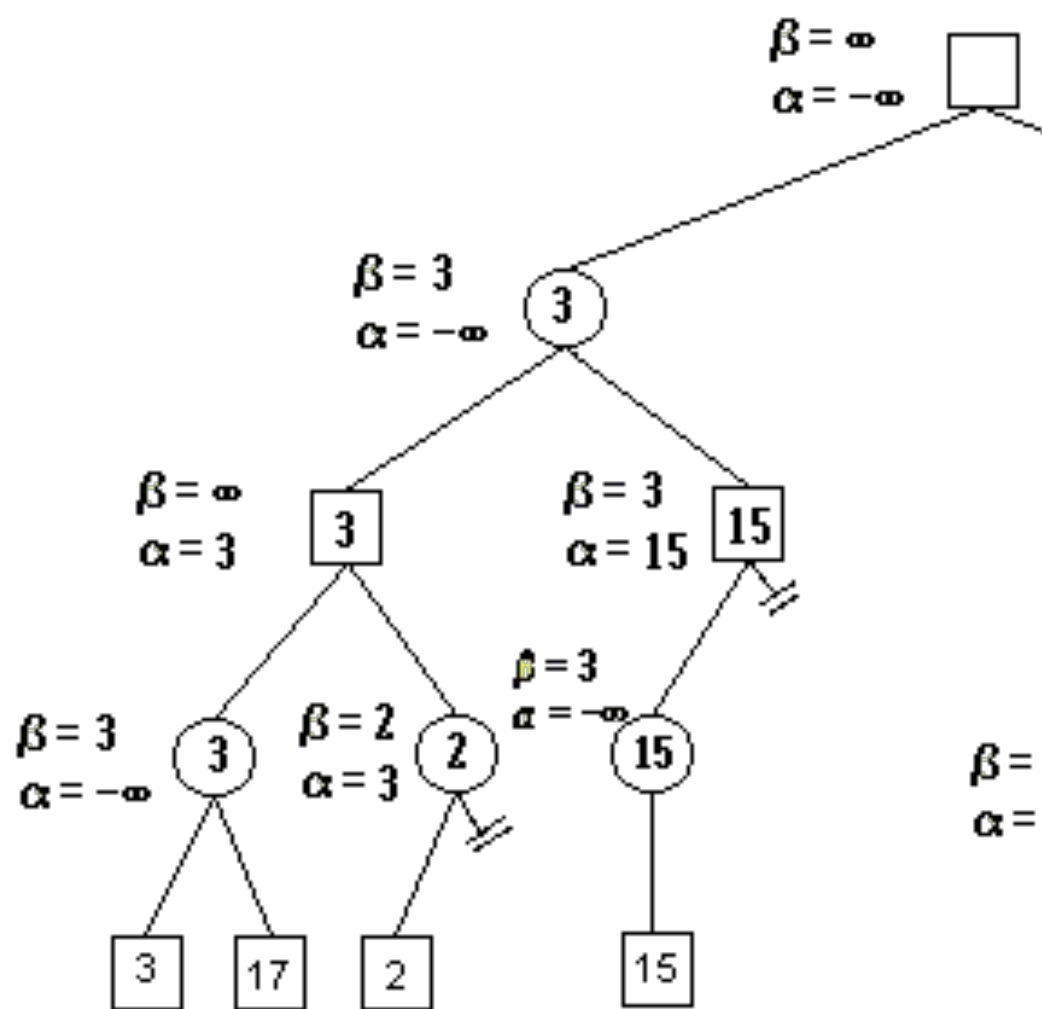 β = ∞
α = −∞
β = 3
α = −∞
3
β = ∞
α = 3
3
β = 3
α = 15
15
β = 3
α = −∞
3
β = 2
α = 3
2
β = 3
α = −∞
15
β =
α =
3
17
2
15